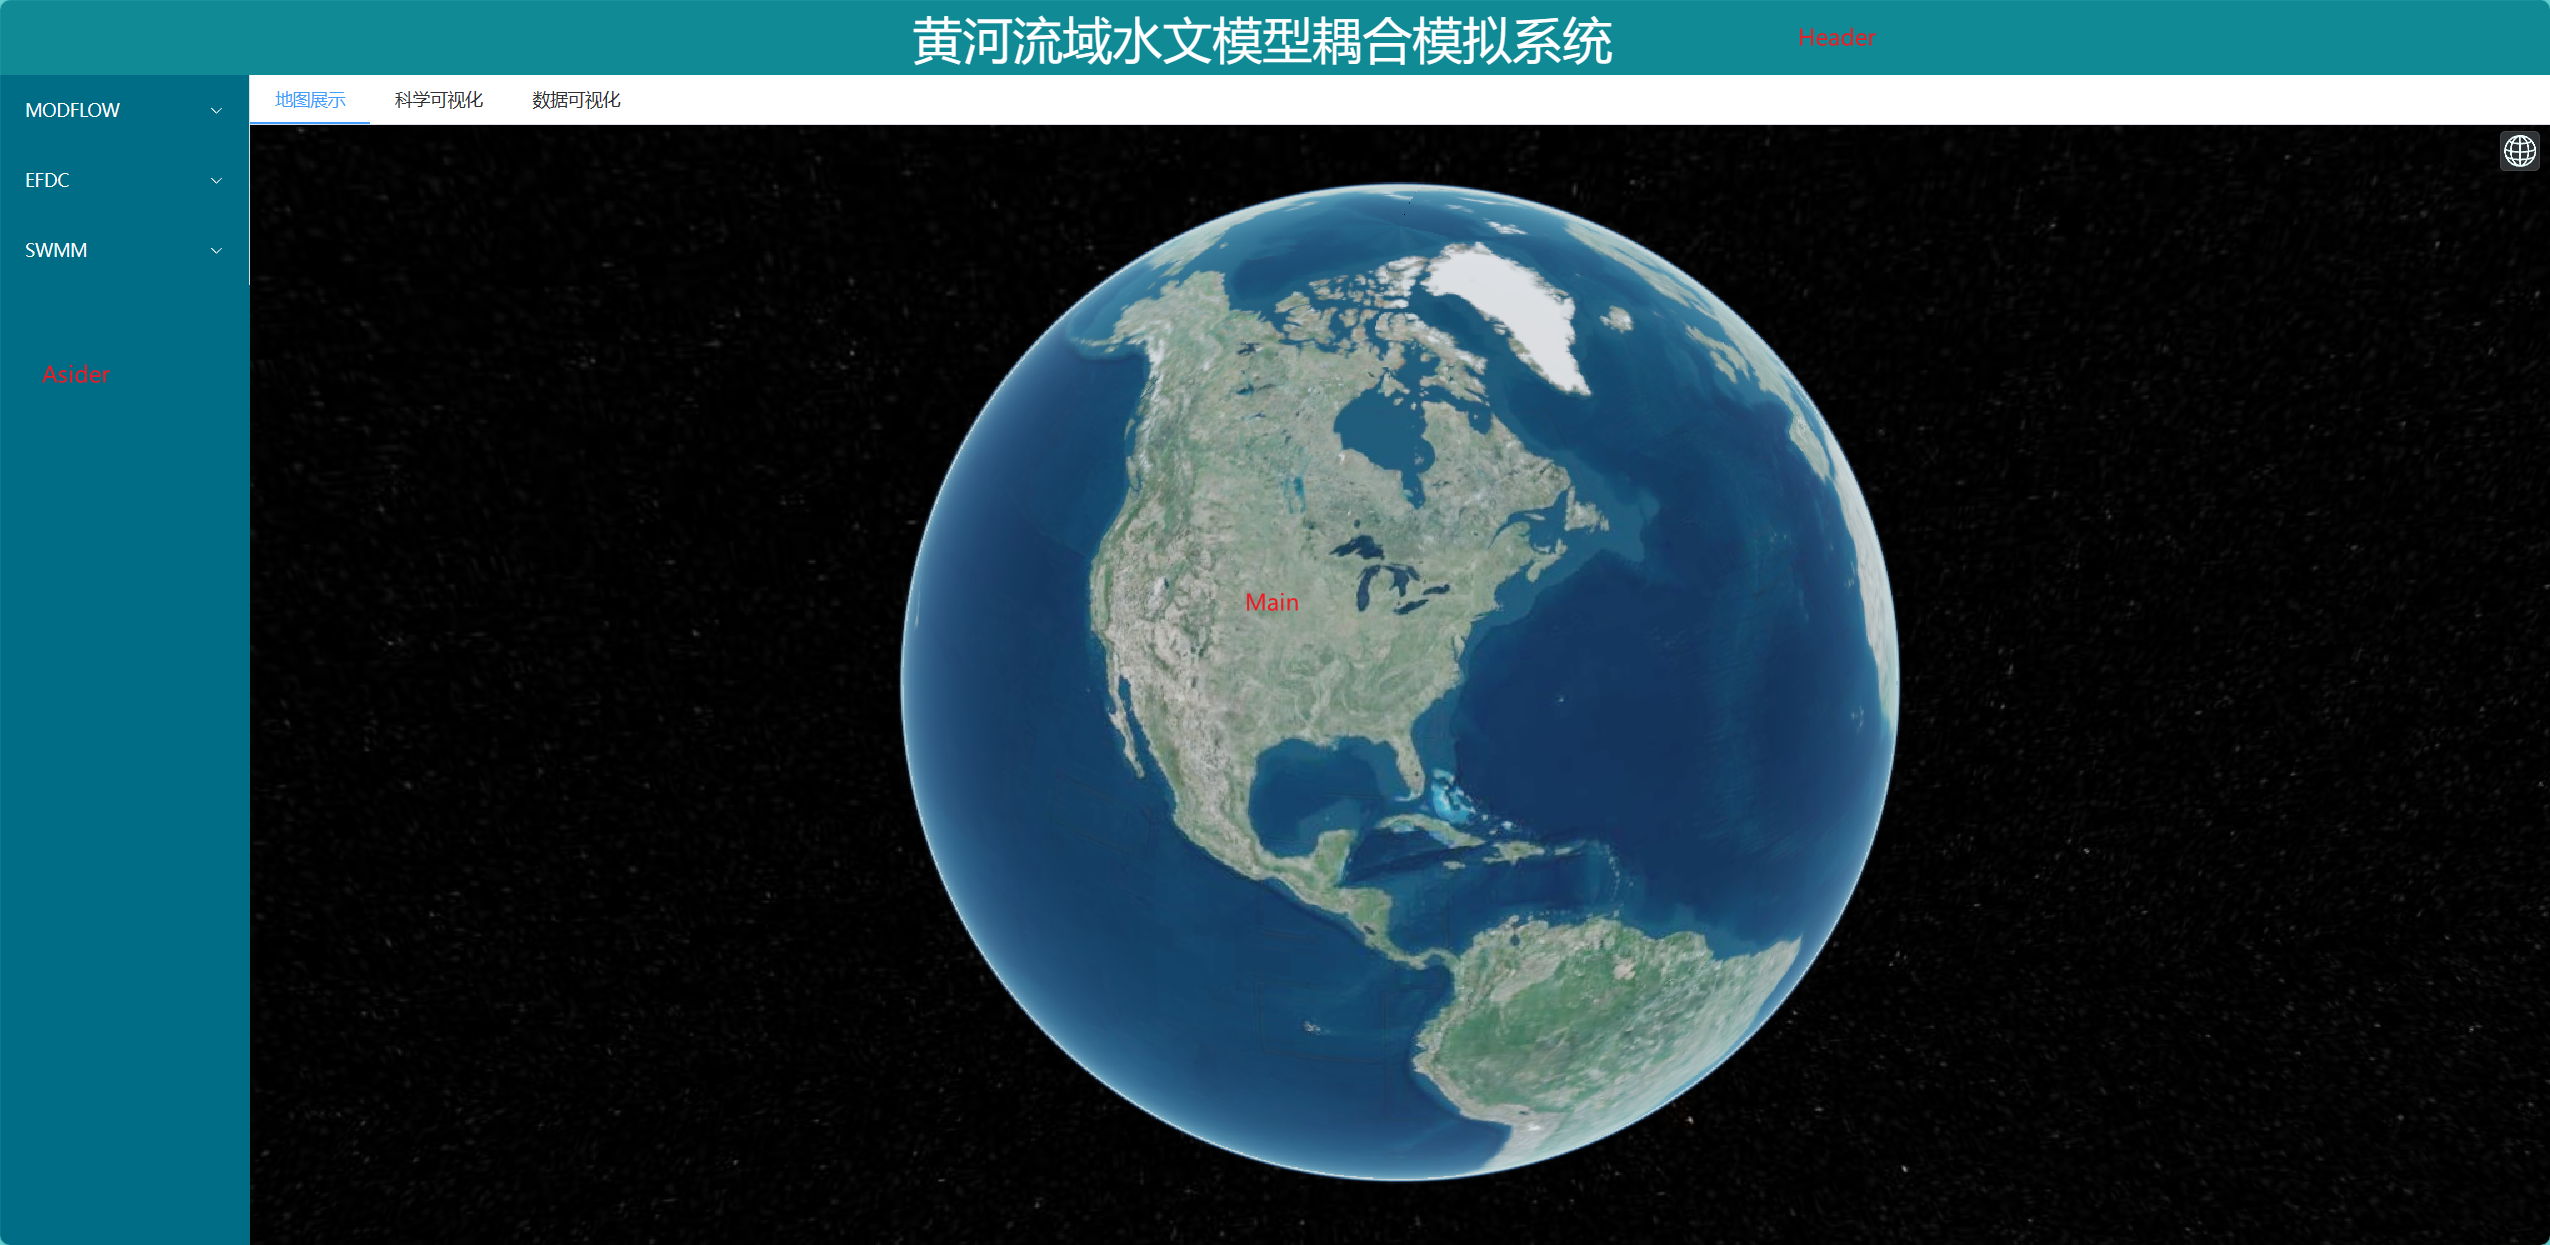 黄河流域水文模型耦合模拟系统
Header
MODFLOW
EFDC
SWMM
Asider
地图展示
科学可视化
数据可视化
Main